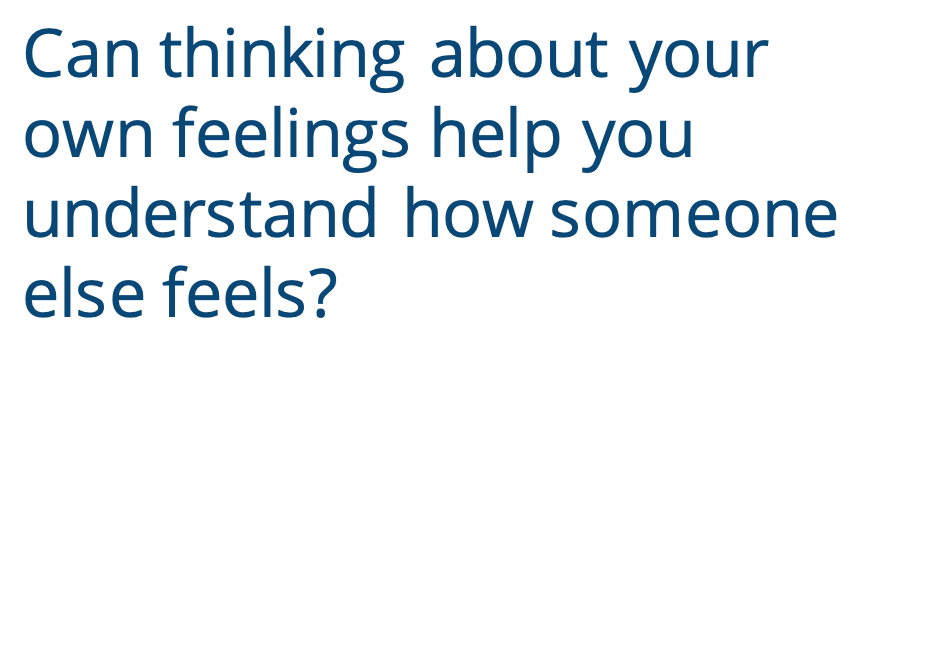 Can thinking about your
own feelings help you
understand how someone
else feels?